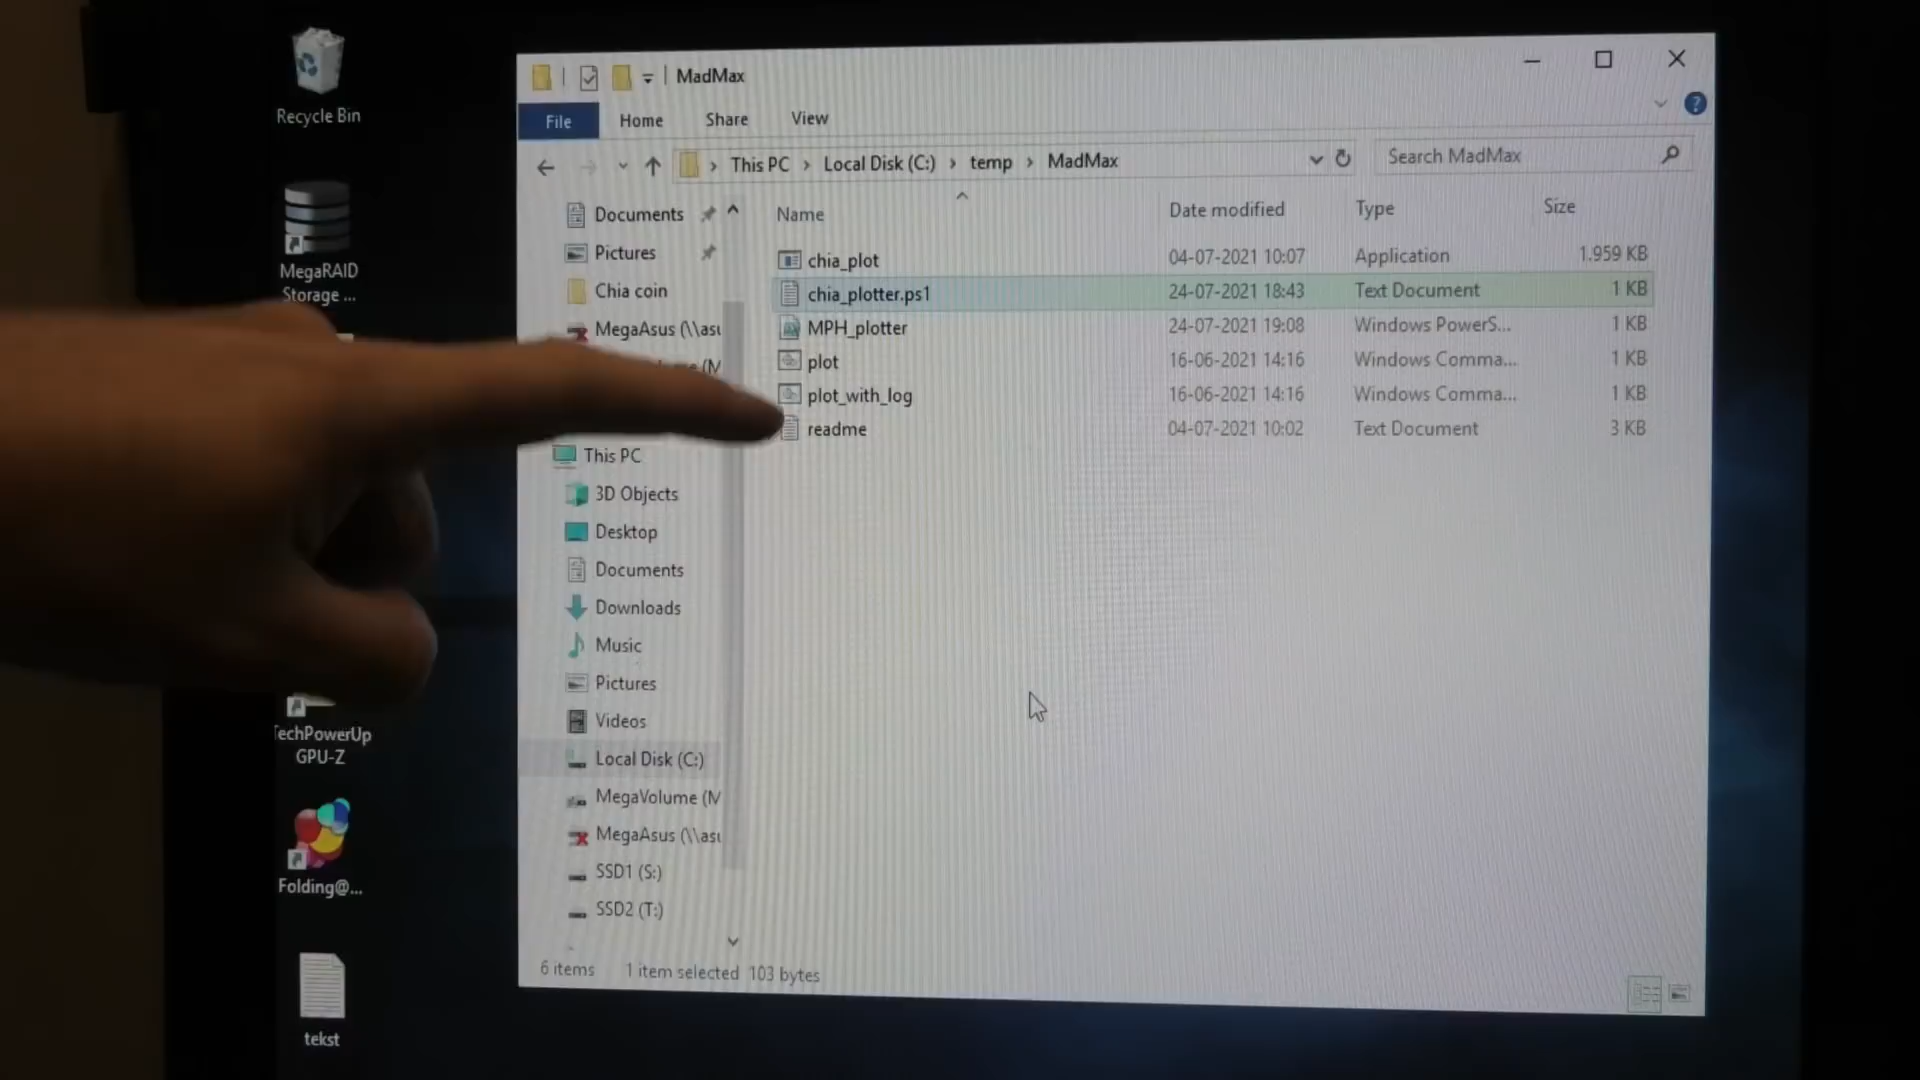 Recycle Bin
MegaRAID
Storage ...
TechPowerUp
GPU-Z
Folding@...
tekst
MadMax
File Home Share View
This PC Local Disk (C:) temp MadMax
Search MadMax
Documents
Pictures
Chia coin
MegaAsus (\\ası
(M
This PC
3D Objects
Desktop
Documents
Downloads
Music
Pictures
Videos
Local Disk (C:)
MegaVolume (M
MegaAsus (\\ası
SSD1 (S:)
SSD2 (T:)
Name Date modified Type Size
chia_plot 04-07-2021 10:07 Application 1.959 KB
chia_plotter.ps1 24-07-2021 18:43 Text Document 1 KB
MPH_plotter 24-07-2021 19:08 Windows PowerS... 1 KB
plot 16-06-2021 14:16 Windows Comma... 1 KB
plot_with_log 16-06-2021 14:16 Windows Comma... 1 KB
readme 04-07-2021 10:02 Text Document 3 KB
6 items 1 item selected 103 bytes